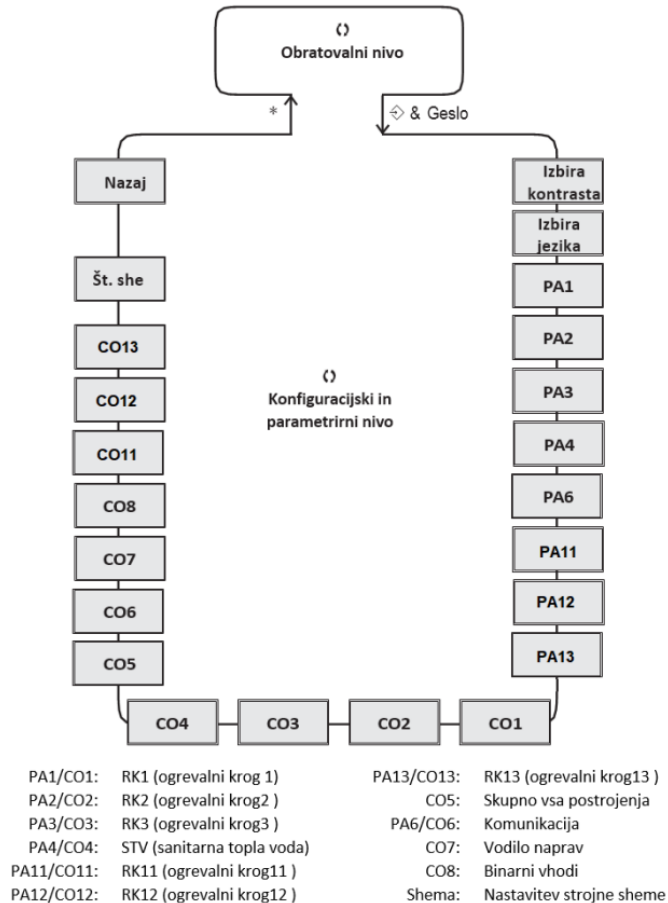 Obratovalni nivo
*
& Geslo
Nazaj
Št. she
CO13
CO12
CO11
CO8
CO7
CO6
CO5
Konfiguracijski in
parametrirni nivo
Izbira
kontrasta
Izbira
jezika
PA1
PA2
PA3
PA4
PA6
PA11
PA12
PA13
CO4
CO3
CO2
CO1
PA1/CO1: RK1 (ogrevalni krog 1)
PA2/CO2: RK2 (ogrevalni krog2 )
PA3/CO3: RK3 (ogrevalni krog3 )
PA4/CO4: STV (sanitarna topla voda)
PA11/CO11: RK11 (ogrevalni krog11 )
PA12/CO12: RK12 (ogrevalni krog12 )
PA13/CO13: RK13 (ogrevalni krog13 )
CO5: Skupno vsa postrojenja
PA6/CO6: Komunikacija
CO7: Vodilo naprav
CO8: Binarni vhodi
Shema: Nastavitev strojne sheme